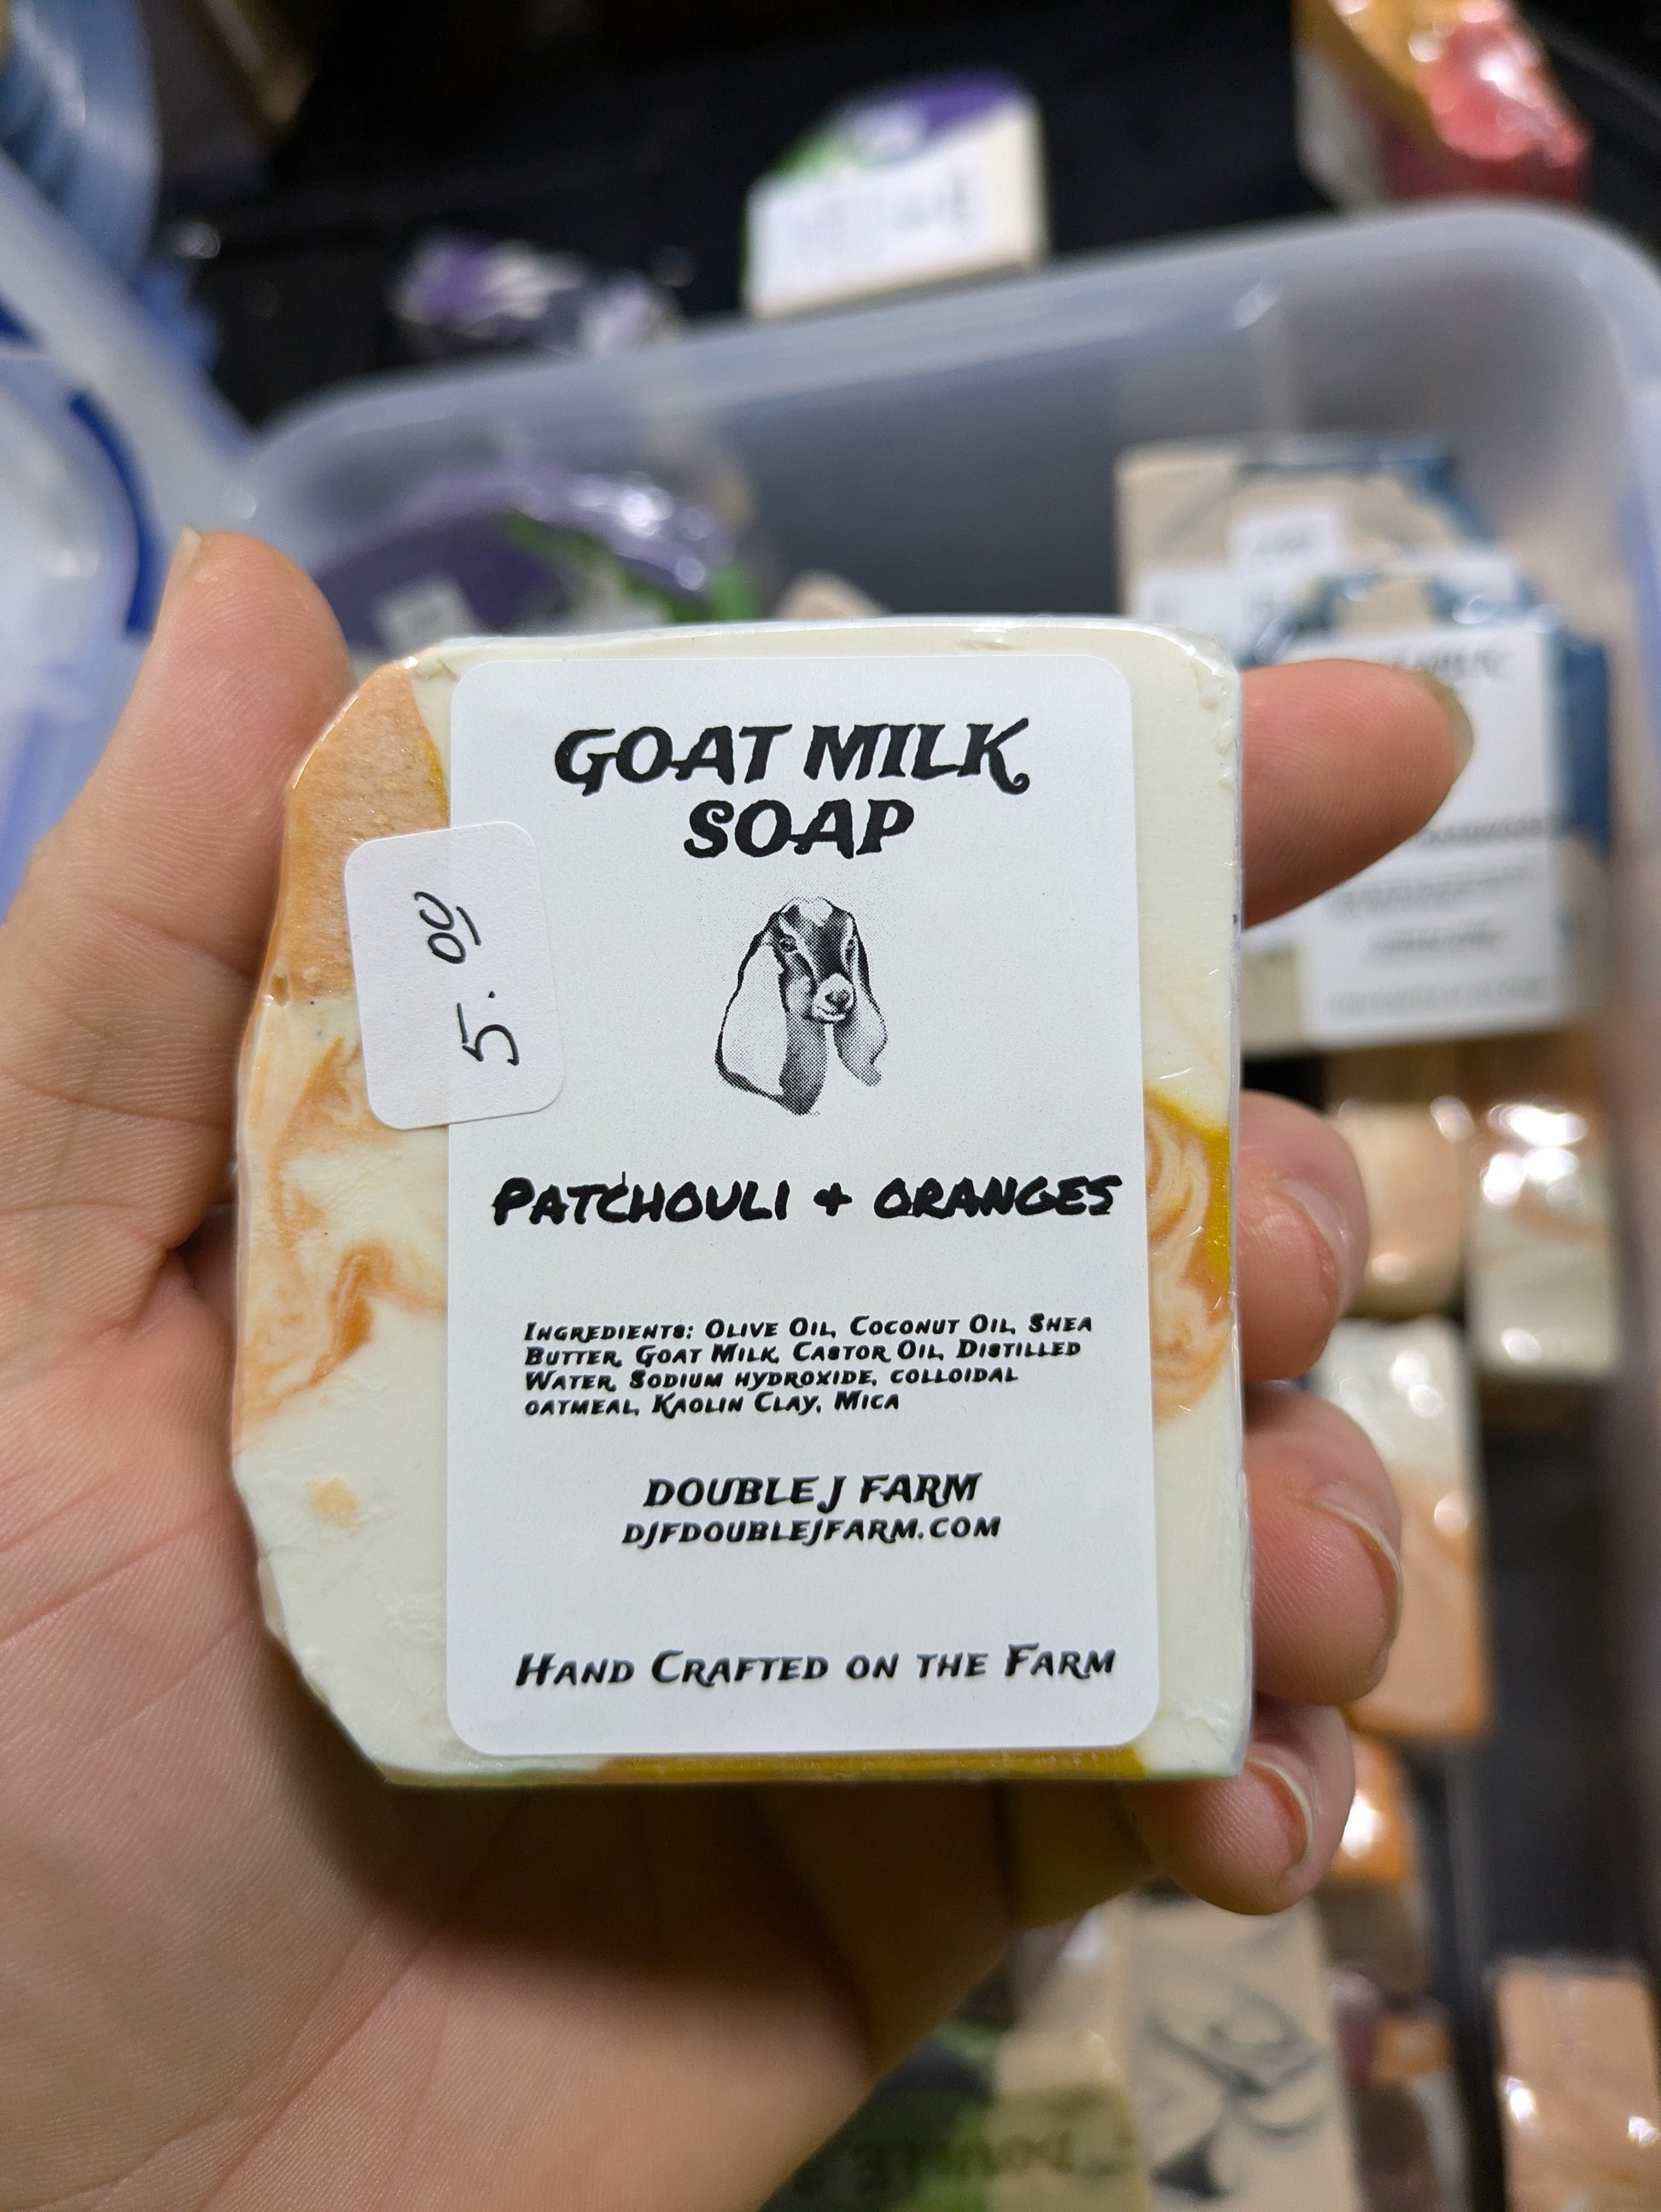 GOAT MILK
SOAP
5.00
PATCHOULI + ORANGES
INGREDIENTS: OLIVE OIL, COCONUT OIL, SHEA
BUTTER, GOAT MILK, CASTOR OIL, DISTILLED
WATER, SODIUM HYDROXIDE, COLLOIDAL
OATMEAL, KAOLIN CLAY, MICA
DOUBLE J FARM
DJFDOUBLEJFARM.COM
HAND CRAFTED ON THE FARM